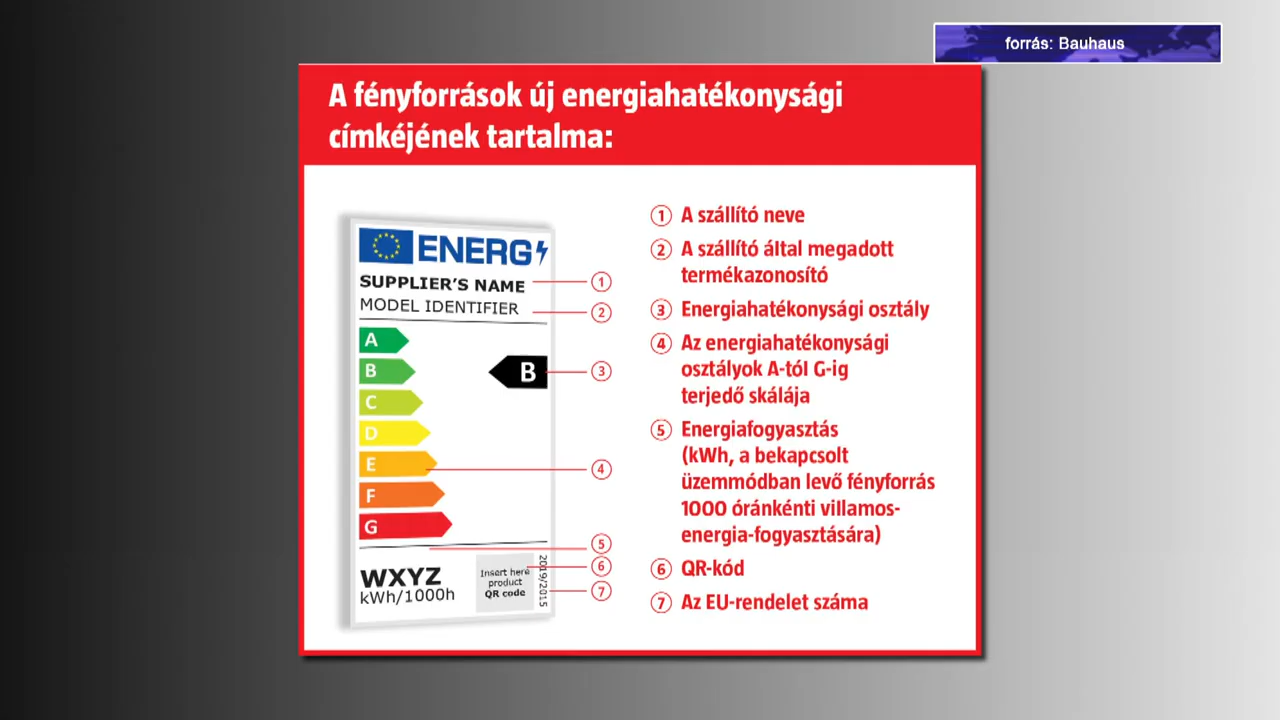 forrás: Bauhaus
A fényforrások új energiahatékonysági
címkéjének tartalma:
ENERG
SUPPLIER'S NAME
MODEL IDENTIFIER
A
B
C
D
E
F
G
B
WXYZ
kWh/1000h
Insert here
product
QR code
2019/2015
1
2
3
4
5
6
7
1 A szállító neve
2 A szállító által megadott
termékazonosító
3 Energiahatékonysági osztály
4 Az energiahatékonysági
osztályok A-tól G-ig
terjedő skálája
5 Energiafogyasztás
(kWh, a bekapcsolt
üzemmódban levő fényforrás
1000 óránkénti villamos-
energia-fogyasztására)
6 QR-kód
7 Az EU-rendelet száma